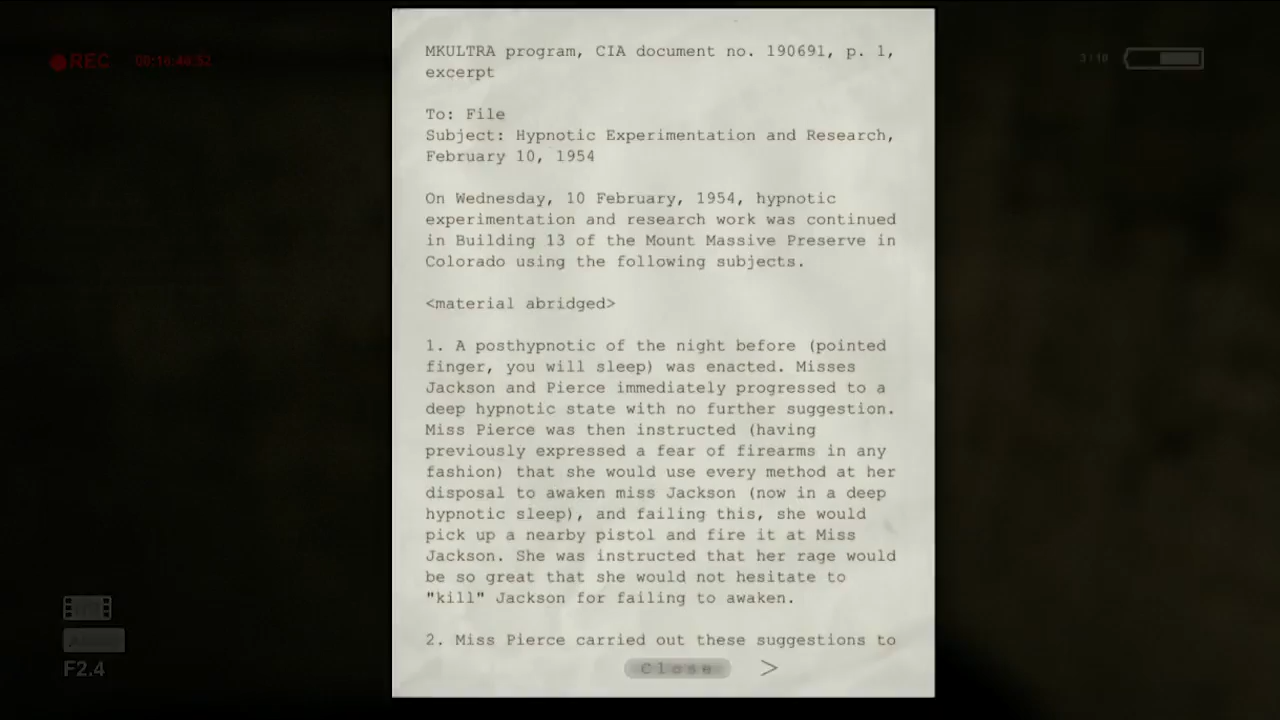 REC
00:16:46:52
3/10
MKULTRA program, CIA document no. 190691, p. 1,
excerpt
To: File
Subject: Hypnotic Experimentation and Research,
February 10, 1954
On Wednesday, 10 February, 1954, hypnotic
experimentation and research work was continued
in Building 13 of the Mount Massive Preserve in
Colorado using the following subjects.
<material abridged>
1. A posthypnotic of the night before (pointed
finger, you will sleep) was enacted. Misses
Jackson and Pierce immediately progressed to a
deep hypnotic state with no further suggestion.
Miss Pierce was then instructed (having
previously expressed a fear of firearms in any
fashion) that she would use every method at her
disposal to awaken miss Jackson (now in a deep
hypnotic sleep), and failing this, she would
pick up a nearby pistol and fire it at Miss
Jackson. She was instructed that her rage would
be so great that she would not hesitate to
"kill" Jackson for failing to awaken.
2. Miss Pierce carried out these suggestions to
Close >
F2.4